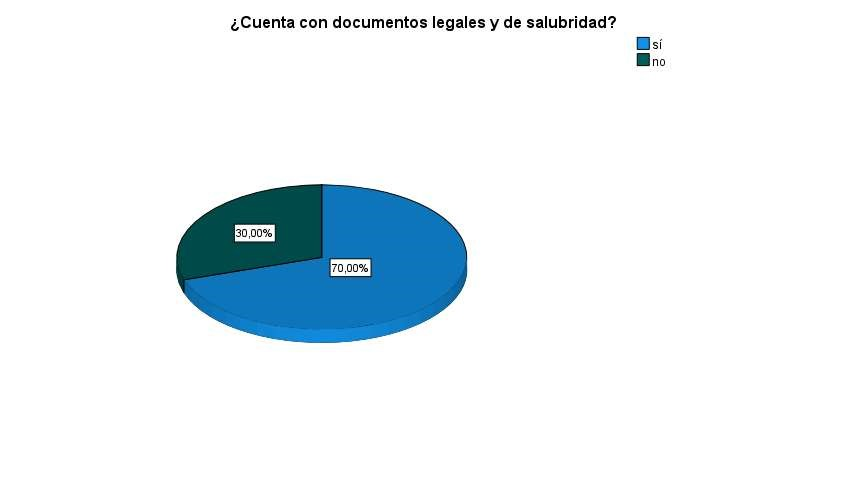 ¿Cuenta con documentos legales y de salubridad?
sí
no
30,00%
70,00%